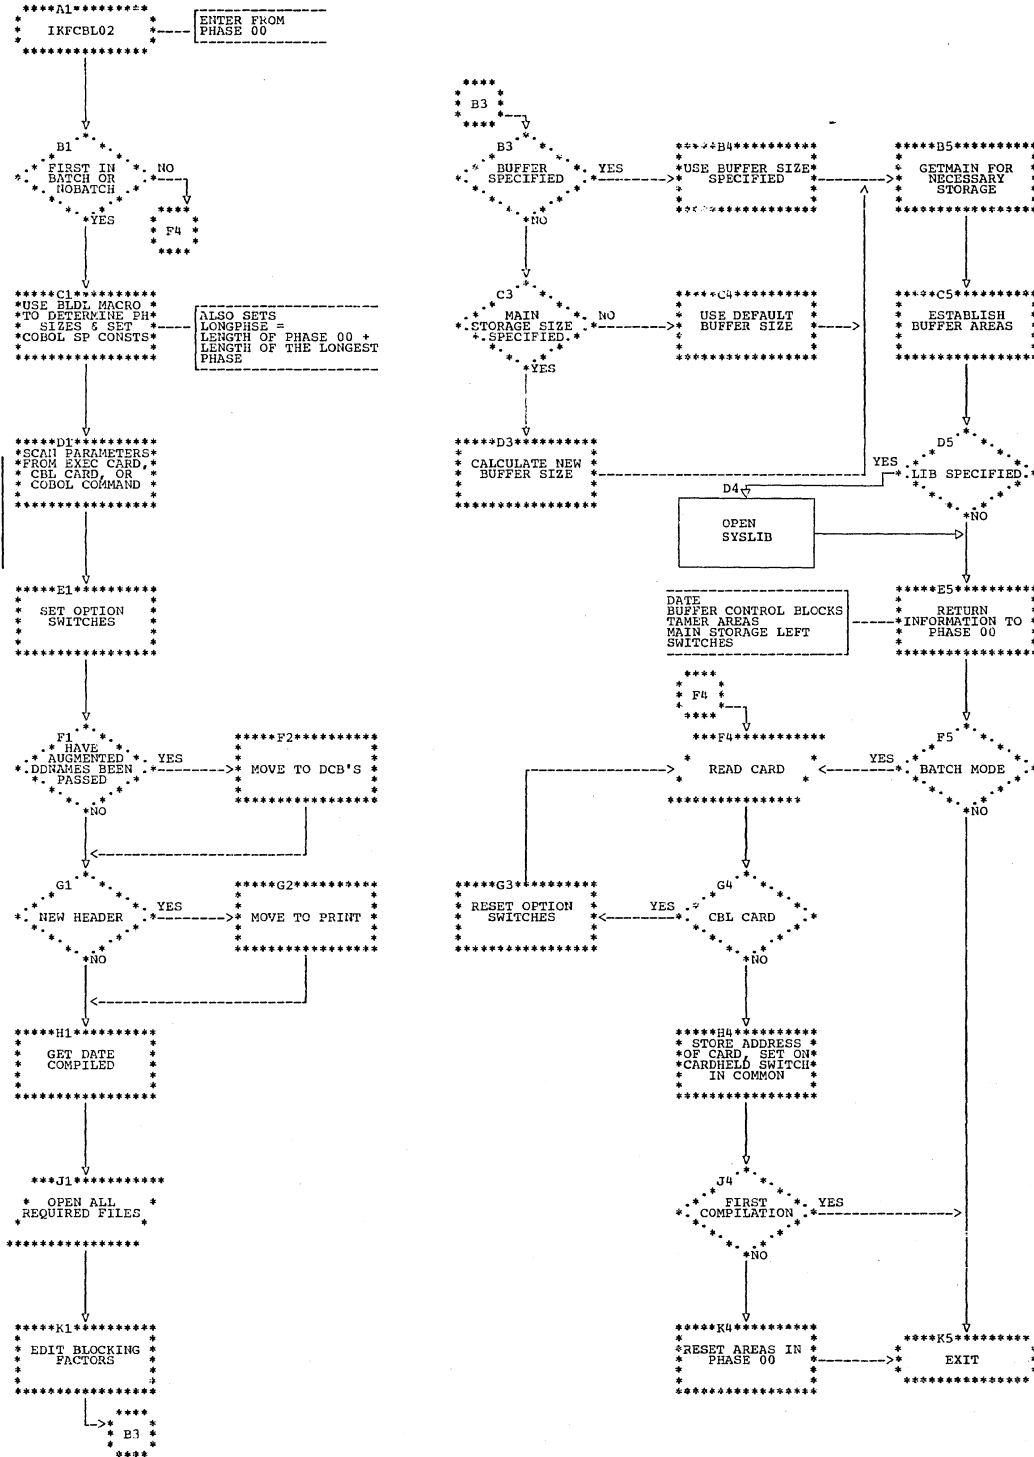 A1
IKFCBL02
ENTER FROM
PHASE 00
B1
FIRST IN
BATCH OR
NOBATCH
NO
YES
F4
C1
USE BLDL MACRO
TO DETERMINE PH
SIZES & SET
COBOL SP CONSTS
ALSO SETS
LONGPHSE =
LENGTH OF PHASE 00 +
LENGTH OF THE LONGEST
PHASE
D1
SCAN PARAMETERS
FROM EXEC CARD,
CBL CARD, OR
COBOL COMMAND
E1
SET OPTION
SWITCHES
F1
HAVE
AUGMENTED
DDNAMES BEEN
PASSED
YES
NO
F2
MOVE TO DCB'S
G1
NEW HEADER
YES
NO
G2
MOVE TO PRINT
H1
GET DATE
COMPILED
J1
OPEN ALL
REQUIRED FILES
K1
EDIT BLOCKING
FACTORS
B3
B3
B3
BUFFER
SPECIFIED
YES
NO
B4
USE BUFFER SIZE
SPECIFIED
B5
GETMAIN FOR
NECESSARY
STORAGE
C3
MAIN
STORAGE SIZE
SPECIFIED
NO
YES
C4
USE DEFAULT
BUFFER SIZE
C5
ESTABLISH
BUFFER AREAS
D3
CALCULATE NEW
BUFFER SIZE
D5
LIB SPECIFIED
YES
NO
D4
OPEN
SYSLIB
DATE
BUFFER CONTROL BLOCKS
TAMER AREAS
MAIN STORAGE LEFT
SWITCHES
E5
RETURN
INFORMATION TO
PHASE 00
F4
F4
READ CARD
F5
BATCH MODE
YES
NO
G3
RESET OPTION
SWITCHES
G4
CBL CARD
YES
NO
H4
STORE ADDRESS
OF CARD, SET ON
CARDHELD SWITCH
IN COMMON
J4
FIRST
COMPILATION
YES
NO
K4
RESET AREAS IN
PHASE 00
K5
EXIT